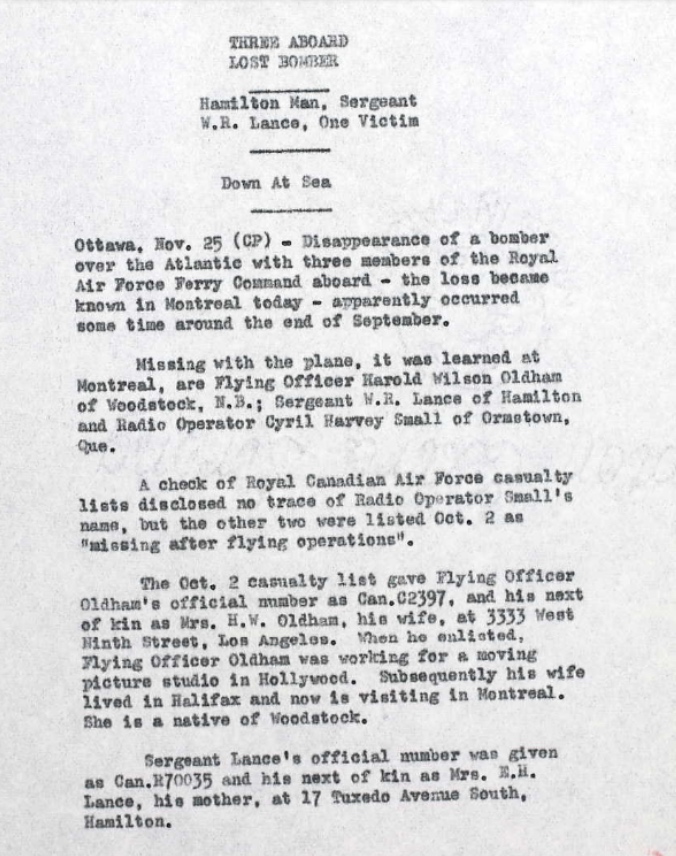 THREE ABOARD
LOST BOMBER
Hamilton Man, Sergeant
W.R. Lance, One Victim
Down At Sea
Ottawa, Nov. 25 (CP) - Disappearance of a bomber
over the Atlantic with three members of the Royal
Air Force Ferry Command aboard - the loss became
known in Montreal today - apparently occurred
some time around the end of September.
Missing with the plane, it was learned at
Montreal, are Flying Officer Harold Wilson Oldham
of Woodstock, N.B.; Sergeant W.R. Lance of Hamilton
and Radio Operator Cyril Harvey Small of Ormstown,
Que.
A check of Royal Canadian Air Force casualty
lists disclosed no trace of Radio Operator Small's
name, but the other two were listed Oct. 2 as
"missing after flying operations".
The Oct. 2 casualty list gave Flying Officer
Oldham's official number as Can.C2397, and his next
of kin as Mrs. H.W. Oldham, his wife, at 3333 West
Ninth Street, Los Angeles. When he enlisted,
Flying Officer Oldham was working for a moving
picture studio in Hollywood. Subsequently his wife
lived in Halifax and now is visiting in Montreal.
She is a native of Woodstock.
Sergeant Lance's official number was given
as Can.R70035 and his next of kin as Mrs. E.H.
Lance, his mother, at 17 Tuxedo Avenue South,
Hamilton.